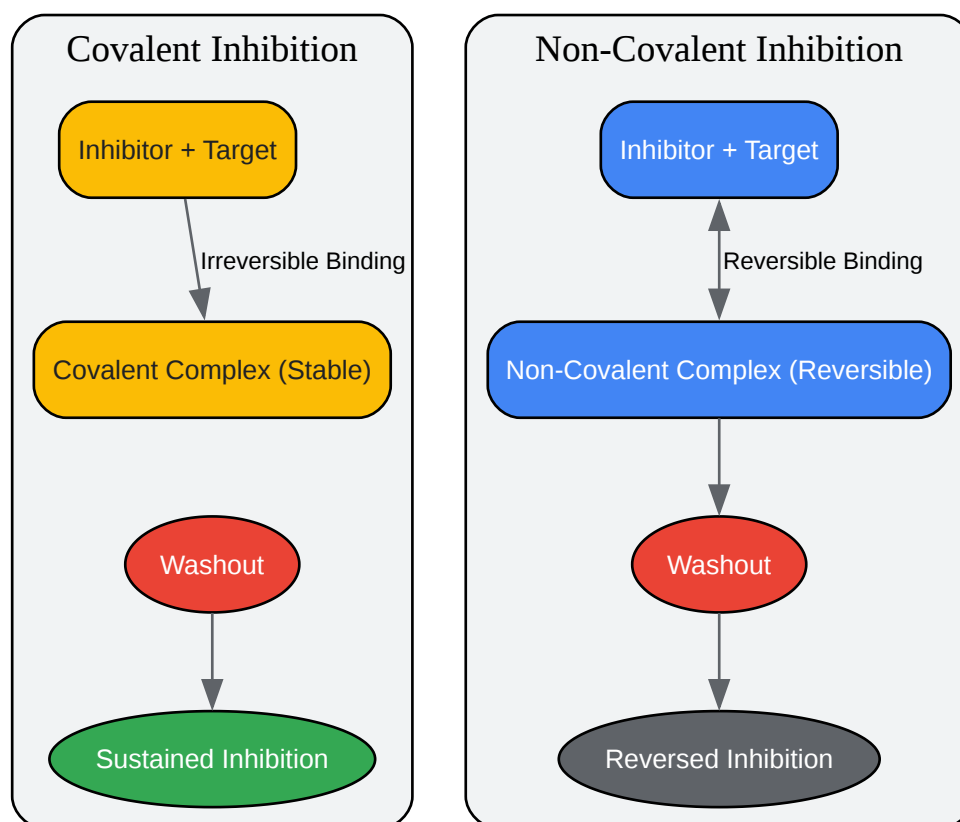 Covalent Inhibition
Inhibitor + Target
Irreversible Binding
Covalent Complex (Stable)
Washout
Sustained Inhibition
Non-Covalent Inhibition
Inhibitor + Target
Reversible Binding
Non-Covalent Complex (Reversible)
Washout
Reversed Inhibition